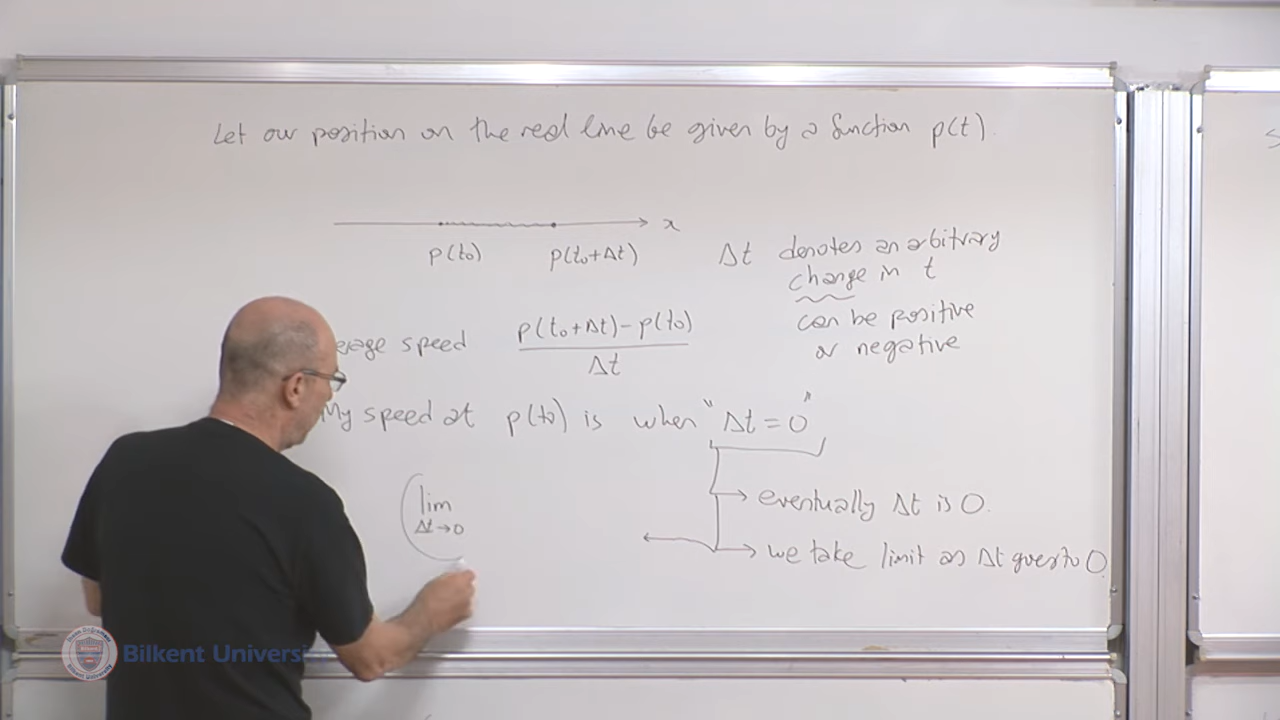 Let our position on the real line be given by a function p(t).
x
p(t₀) p(t₀+Δt)
Δt denotes an arbitrary
change in t
can be positive
or negative
erage speed p(t₀+Δt)-p(t₀)
Δt
My speed at p(t₀) is when "Δt=0"
lim
Δt→0
→ eventually Δt is 0.
→ we take limit as Δt goes to 0
S
Bilkent Universi